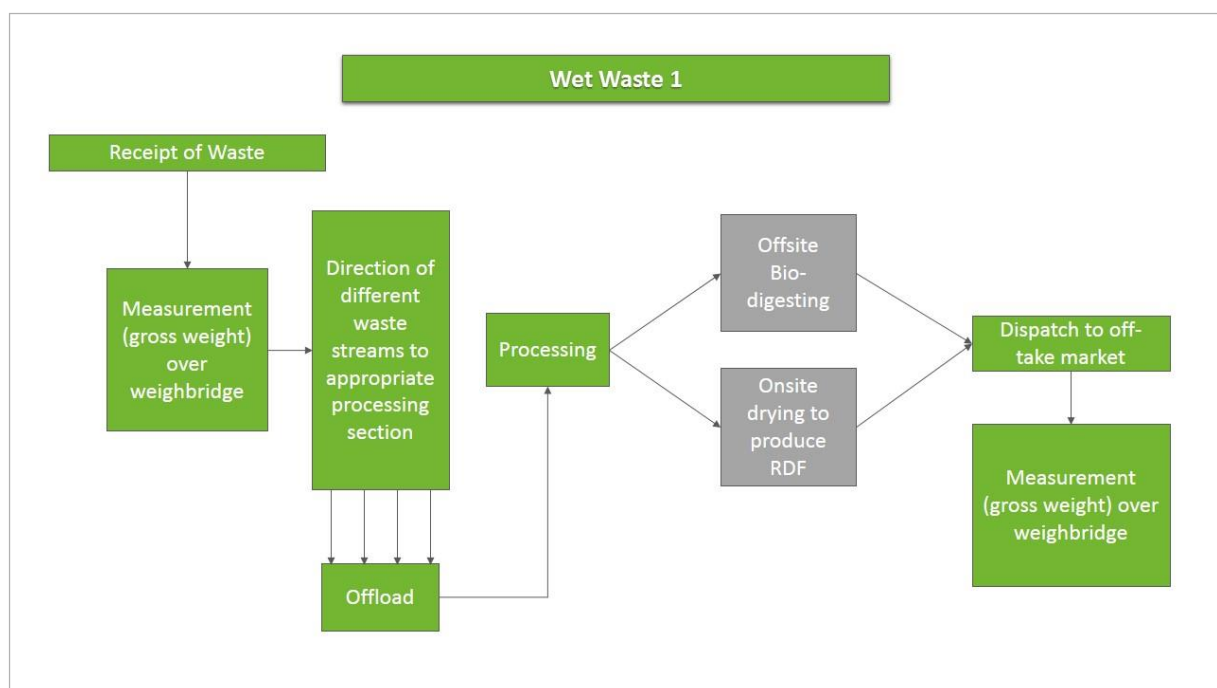 Wet Waste 1
Receipt of Waste
Measurement
(gross weight)
over
weighbridge
Direction of
different
waste
streams to
appropriate
processing
section
Offload
Processing
Offsite
Bio-
digesting
Onsite
drying to
produce
RDF
Dispatch to off-
take market
Measurement
(gross weight) over
weighbridge